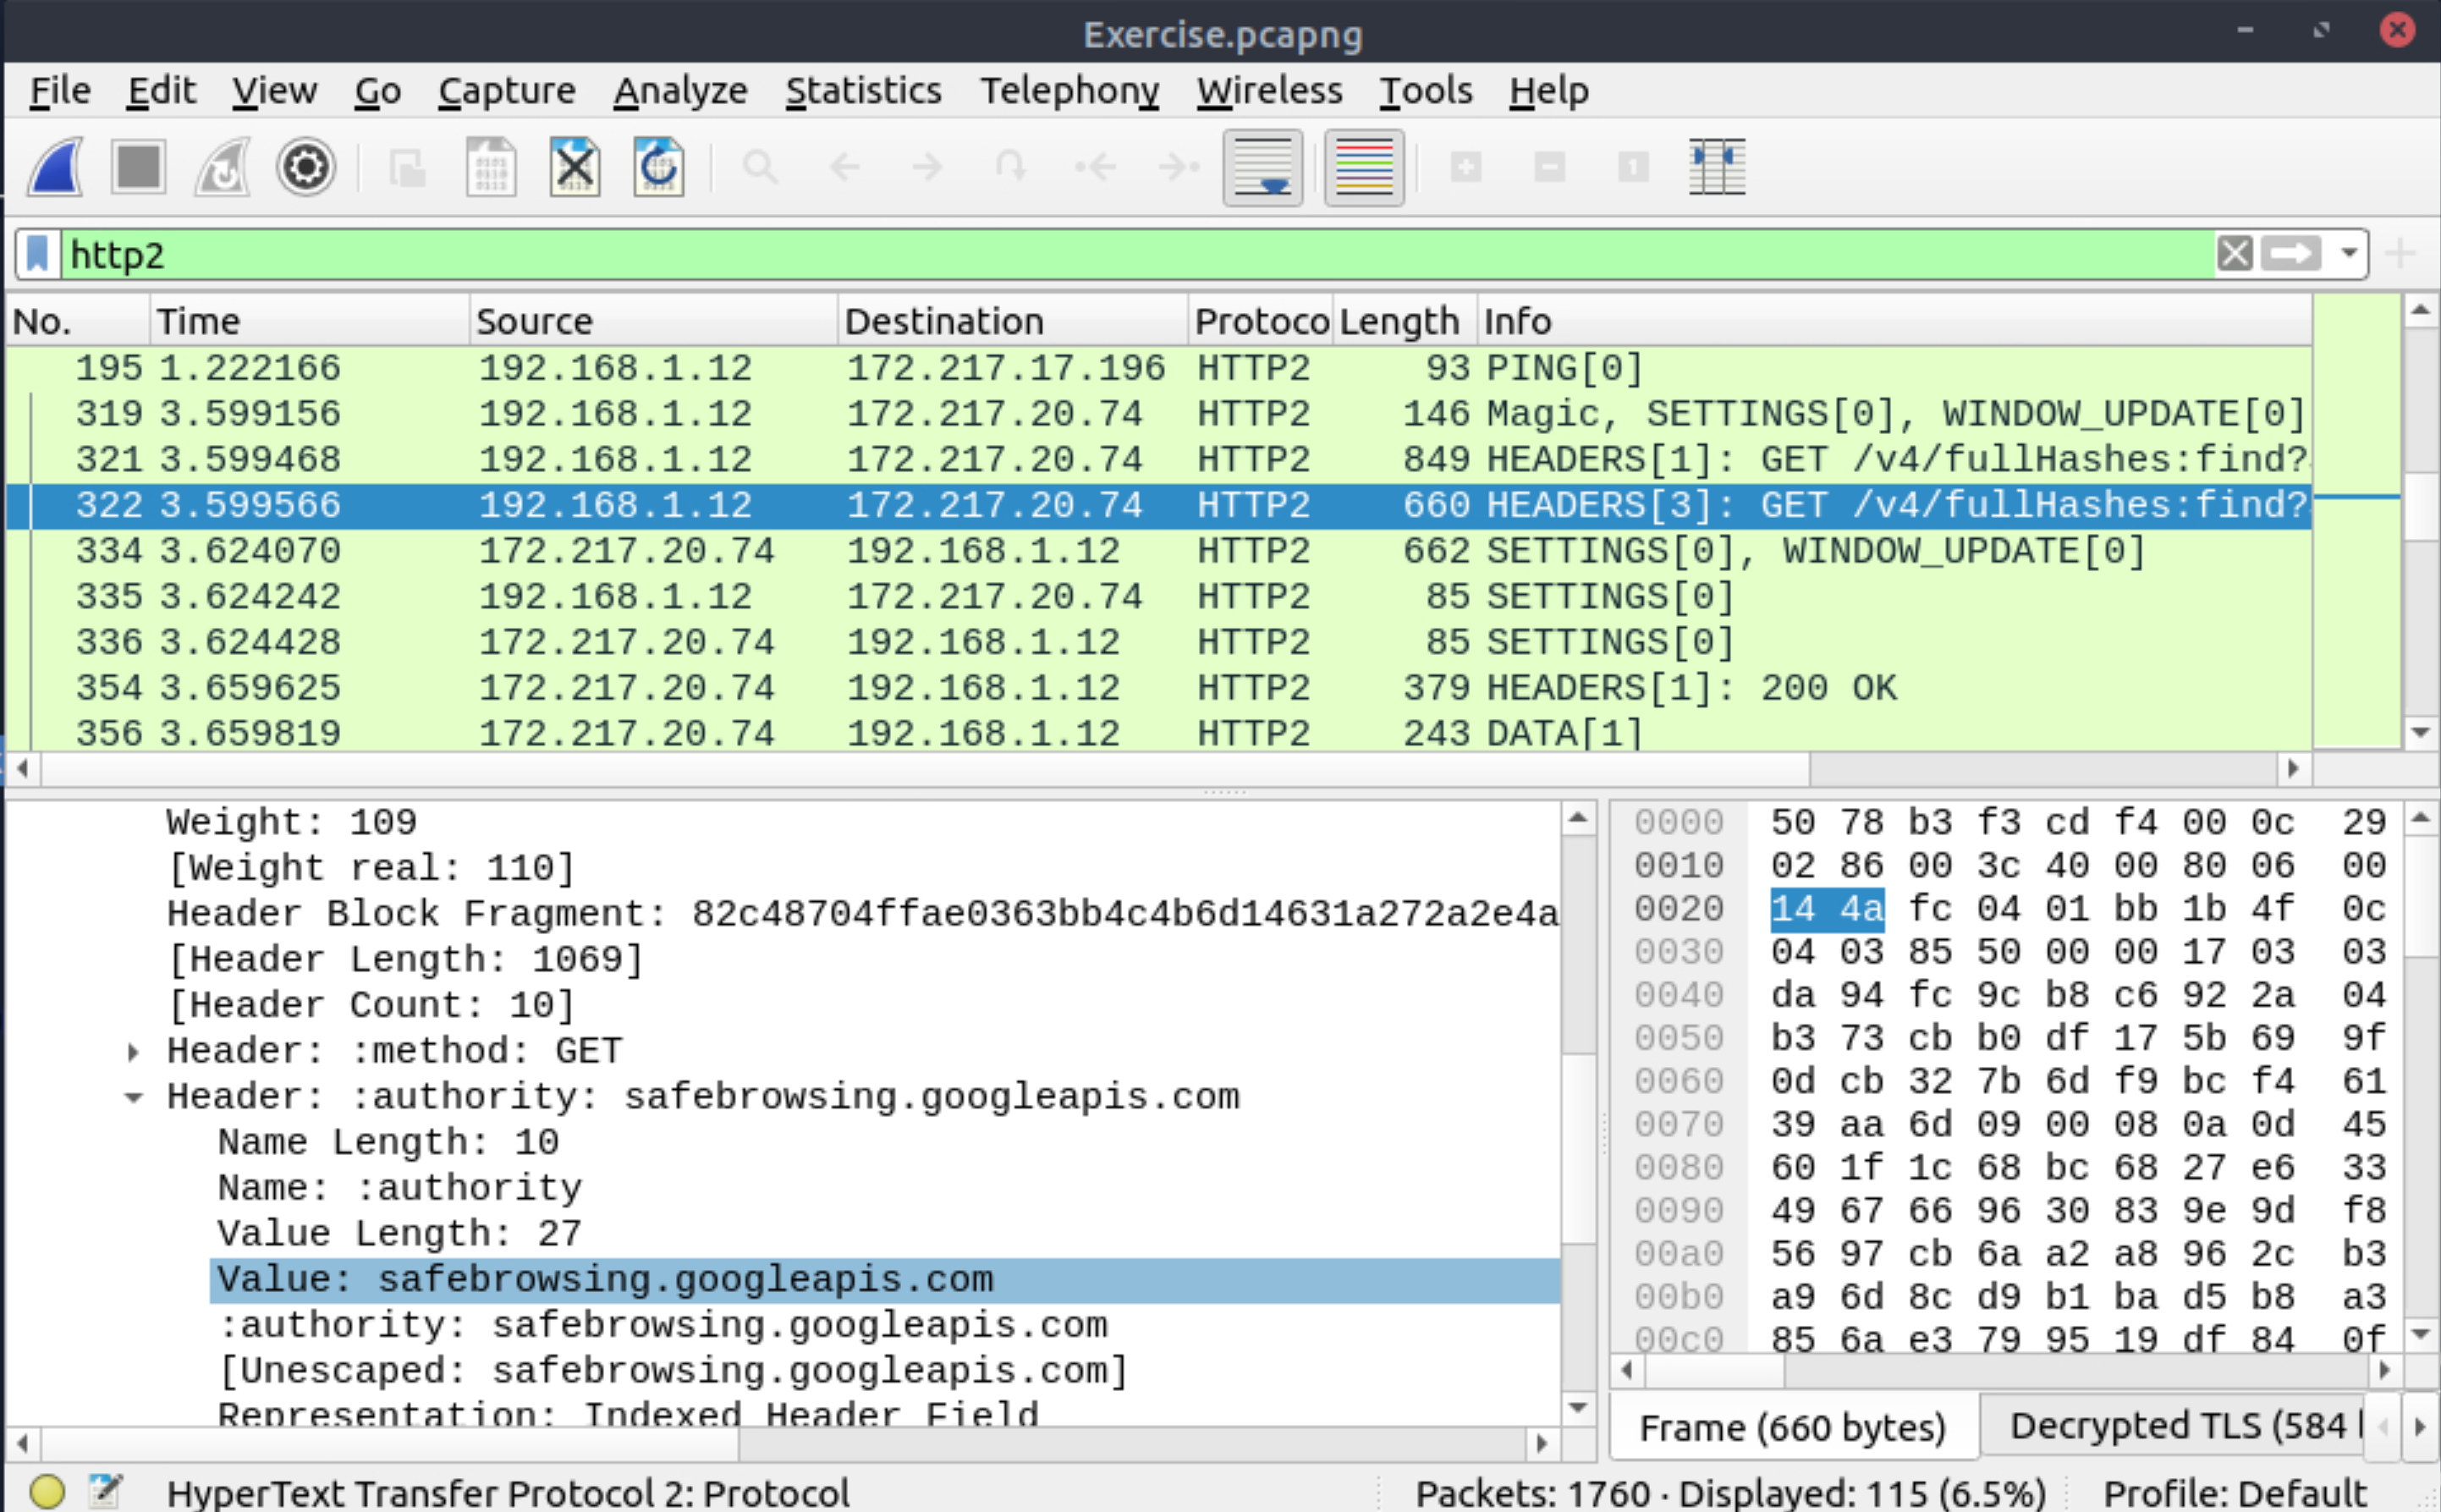 Exercise.pcapng
File Edit View Go Capture Analyze Statistics Telephony Wireless Tools Help
http2
No. Time Source Destination Protoco Length Info
195 1.222166 192.168.1.12 172.217.17.196 HTTP2 93 PING[0]
319 3.599156 192.168.1.12 172.217.20.74 HTTP2 146 Magic, SETTINGS[0], WINDOW_UPDATE[0]
321 3.599468 192.168.1.12 172.217.20.74 HTTP2 849 HEADERS[1]: GET /v4/fullHashes:find?
322 3.599566 192.168.1.12 172.217.20.74 HTTP2 660 HEADERS[3]: GET /v4/fullHashes:find?
334 3.624070 172.217.20.74 192.168.1.12 HTTP2 662 SETTINGS[0], WINDOW_UPDATE[0]
335 3.624242 192.168.1.12 172.217.20.74 HTTP2 85 SETTINGS[0]
336 3.624428 172.217.20.74 192.168.1.12 HTTP2 85 SETTINGS[0]
354 3.659625 172.217.20.74 192.168.1.12 HTTP2 379 HEADERS[1]: 200 OK
356 3.659819 172.217.20.74 192.168.1.12 HTTP2 243 DATA[1]
Weight: 109
[Weight real: 110]
Header Block Fragment: 82c48704ffae0363bb4c4b6d14631a272a2e4a
[Header Length: 1069]
[Header Count: 10]
Header: :method: GET
Header: :authority: safebrowsing.googleapis.com
Name Length: 10
Name: :authority
Value Length: 27
Value: safebrowsing.googleapis.com
:authority: safebrowsing.googleapis.com
[Unescaped: safebrowsing.googleapis.com]
Representation: Indexed Header Field
0000 50 78 b3 f3 cd f4 00 0c 29
0010 02 86 00 3c 40 00 80 06 00
0020 14 4a fc 04 01 bb 1b 4f 0c
0030 04 03 85 50 00 00 17 03 03
0040 da 94 fc 9c b8 c6 92 2a 04
0050 b3 73 cb b0 df 17 5b 69 9f
0060 0d cb 32 7b 6d f9 bc f4 61
0070 39 aa 6d 09 00 08 0a 0d 45
0080 60 1f 1c 68 bc 68 27 e6 33
0090 49 67 66 96 30 83 9e 9d f8
00a0 56 97 cb 6a a2 a8 96 2c b3
00b0 a9 6d 8c d9 b1 ba d5 b8 a3
00c0 85 6a e3 79 95 19 df 84 0f
Frame (660 bytes) Decrypted TLS (584
HyperText Transfer Protocol 2: Protocol Packets: 1760 · Displayed: 115 (6.5%) Profile: Default